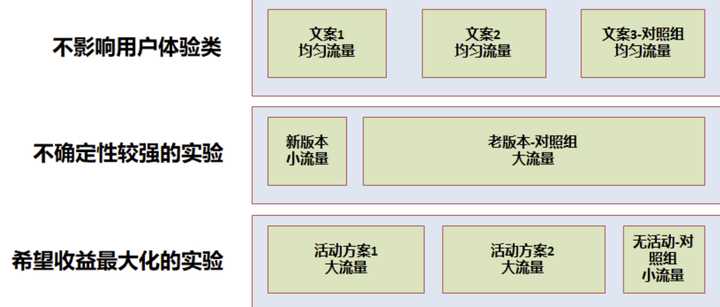 不影响用户体验类
文案1
均匀流量
文案2
均匀流量
文案3-对照组
均匀流量
不确定性较强的实验
新版本
小流量
老版本-对照组
大流量
希望收益最大化的实验
活动方案1
大流量
活动方案2
大流量
无活动-对
照组
小流量